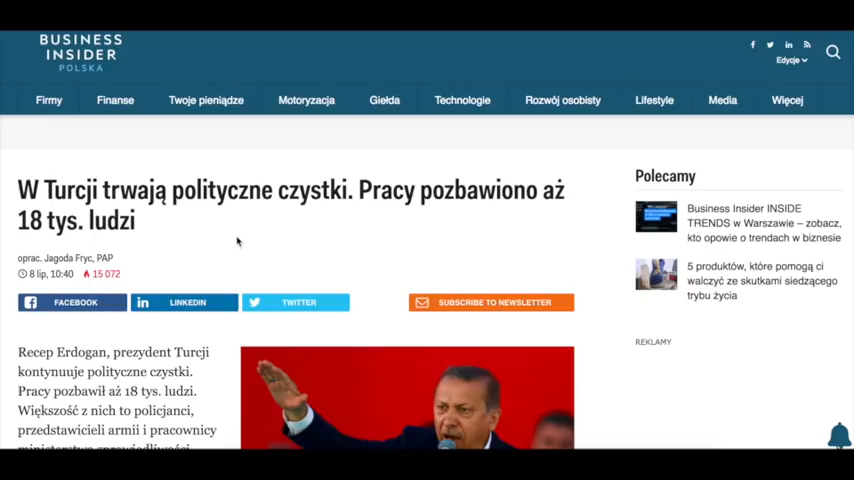 BUSINESS
INSIDER
POLSKA
Edycje
Firmy
Finanse
Twoje pieniądze
Motoryzacja
Giełda
Technologie
Rozwój osobisty
Lifestyle
Media
Więcej
W Turcji trwają polityczne czystki. Pracy pozbawiono aż
18 tys. ludzi
oprac. Jagoda Fryc, PAP
8 lip, 10:40 15 072
FACEBOOK
LINKEDIN
TWITTER
SUBSCRIBE TO NEWSLETTER
Recep Erdogan, prezydent Turcji
kontynuuje polityczne czystki.
Pracy pozbawił aż 18 tys. ludzi.
Większość z nich to policjanci,
przedstawicieli armii i pracownicy
ministerstwa sprawiedliwości
Polecamy
Business Insider INSIDE
TRENDS w Warszawie – zobacz,
kto opowie o trendach w biznesie
5 produktów, które pomogą ci
walczyć ze skutkami siedzącego
trybu życia
REKLAMY